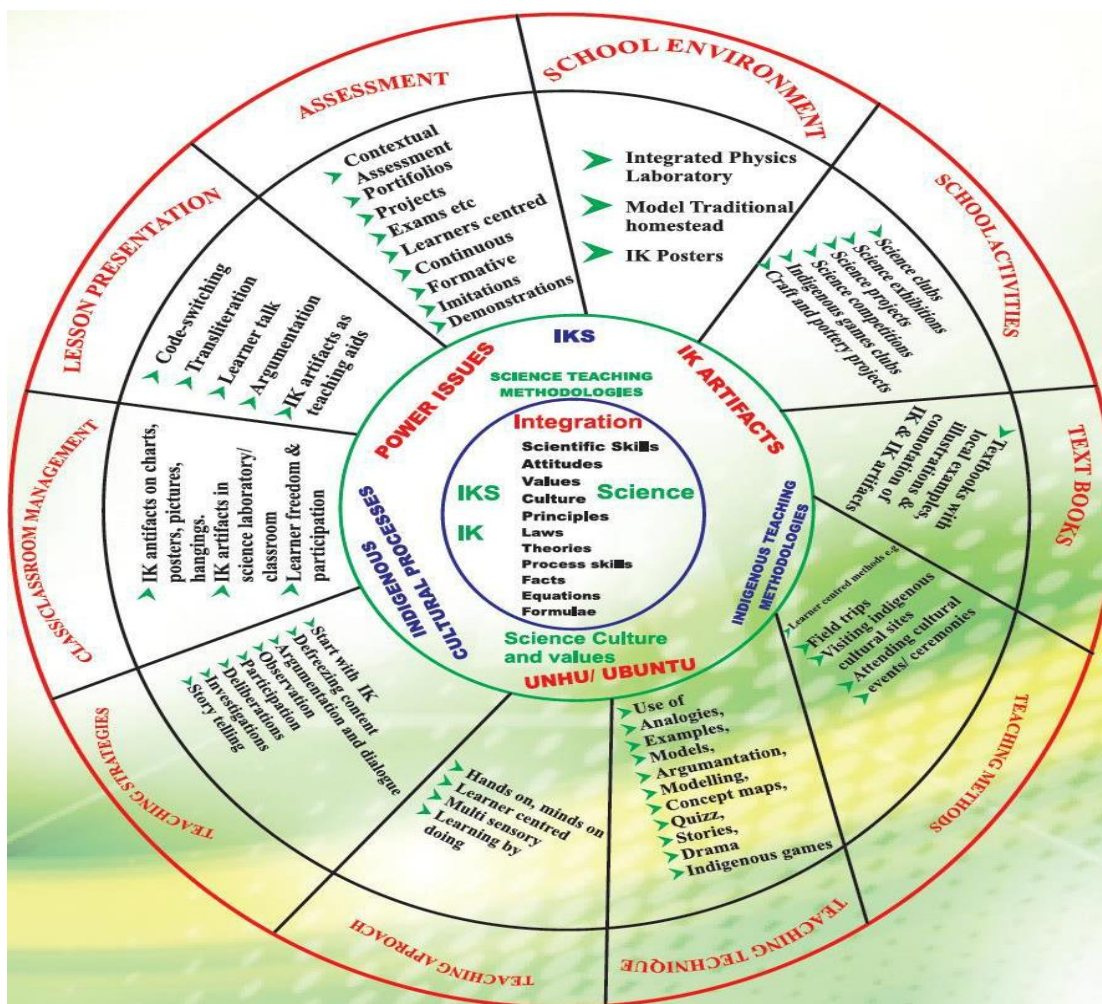 ASSESSMENT
Contextual
Assessment
Portifolios
Projects
Exams etc
Learners centred
Continuous
Formative
Imitations
Demonstrations
SCHOOL ENVIRONMENT
Integrated Physics
Laboratory
Model Traditional
homestead
IK Posters
SCHOOL ACTIVITIES
Science clubs
Science exhibitions
Science projects
Science competitions
Indigenous games clubs
Craft and pottery projects
TEXT BOOKS
Textbooks with
local examples,
illustrations &
connotation of
IK & IK artifacts
TEACHING METHODS
Learner centred methods e.g
Field trips
Visiting indigenous
cultural sites
Attending cultural
events/ ceremonies
TEACHING TECHNIQUE
Use of
Analogies,
Examples,
Models,
Argumantation,
Modelling,
Concept maps,
Quizz,
Stories,
Drama
Indigenous games
TEACHING APPROACH
Hands on, minds on
Learner centred
Multi sensory
Learning by
doing
TEACHING STRATEGIES
Start with IK
Defreezing content
Argumentation and dialogue
Observation
Participation
Deliberations
Investigations
Story telling
CLASS/CLASSROOM MANAGEMENT
IK antifacts on charts,
posters, pictures,
hangings.
IK artifacts in
science laboratory/
classroom
Learner freedom &
participation
LESSON PRESENTATION
Code-switching
Transliteration
Learner talk
Argumentation
IK artifacts as
teaching aids
IKS
SCIENCE TEACHING
METHODOLOGIES
POWER ISSUES
IK ARTIFACTS
INDIGENOUS TEACHING
METHODOLOGIES
UNHU/ UBUNTU
Science Culture
and values
INDIGENOUS
CULTURAL PROCESSES
Integration
Scientific Skills
Attitudes
Values
Culture
Principles
Laws
Theories
Process skills
Facts
Equations
Formulae
IKS
IK
Science